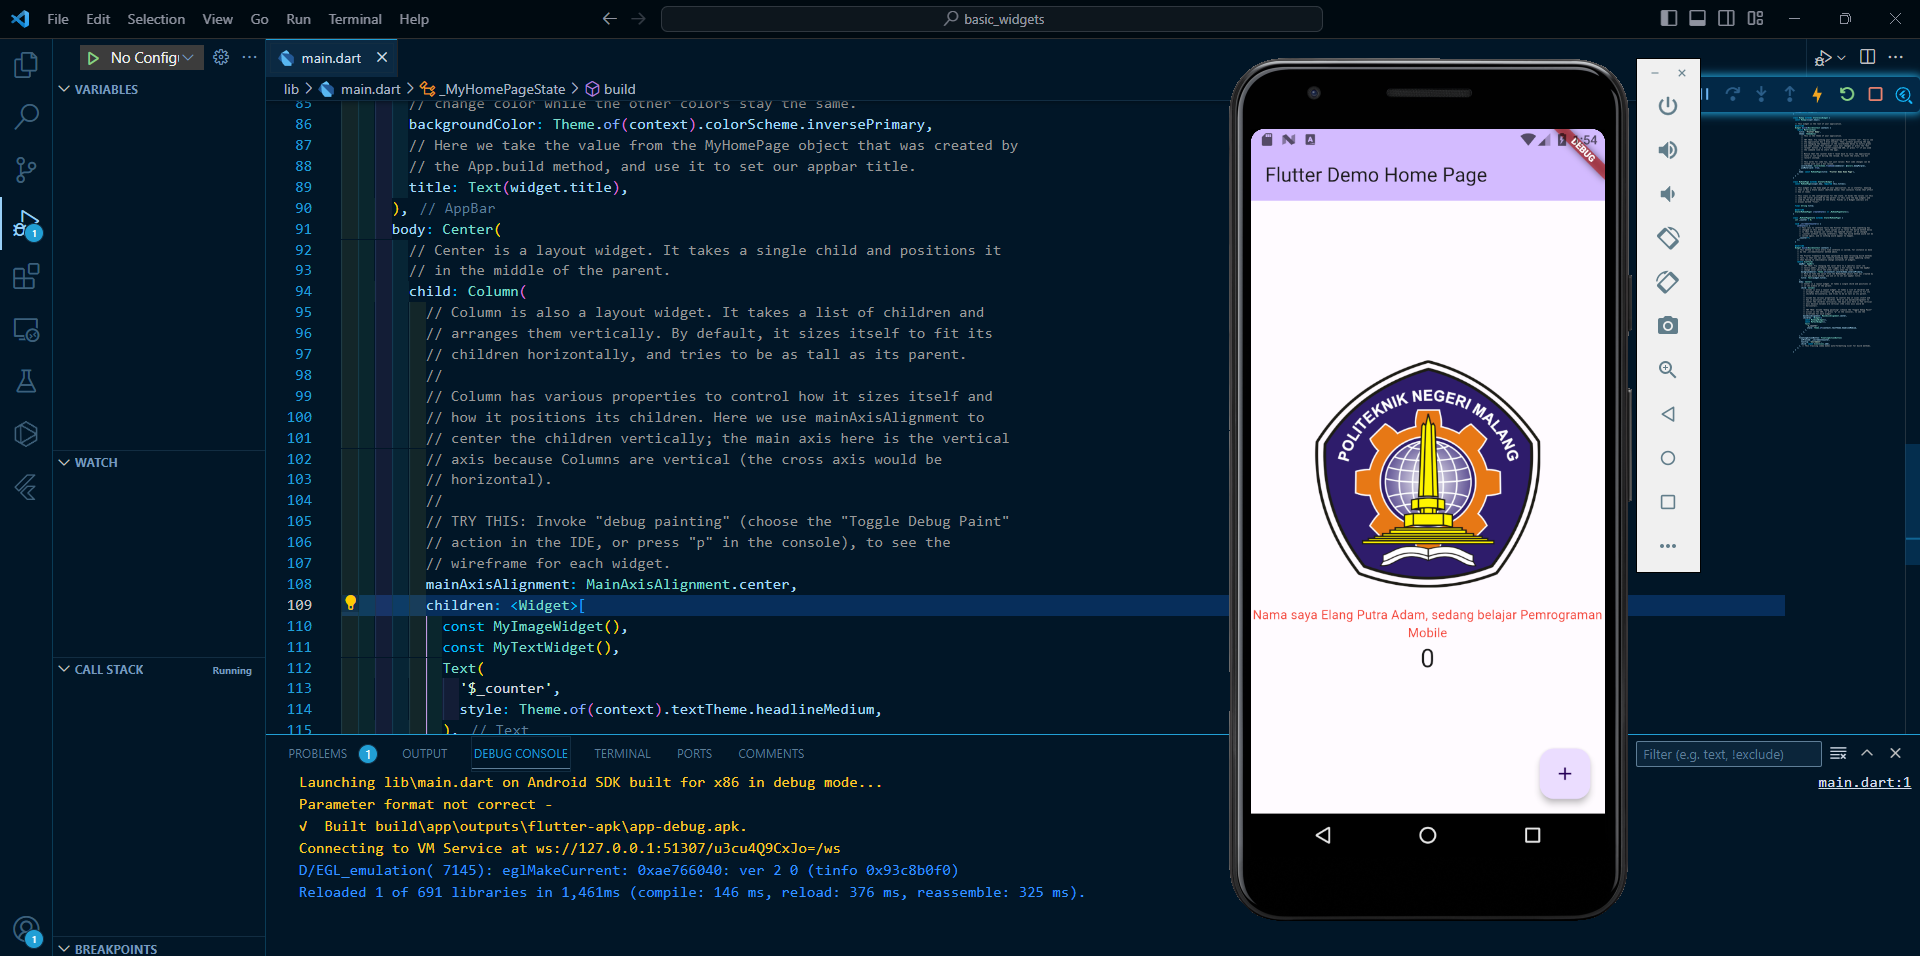 File Edit Selection View Go Run Terminal Help
basic_widgets
No Config
main.dart
lib > main.dart > _MyHomePageState > build
VARIABLES
WATCH
CALL STACK
Running
BREAKPOINTS
1
1
85 // change color while the other colors stay the same.
86 backgroundColor: Theme.of(context).colorScheme.inversePrimary,
87 // Here we take the value from the MyHomePage object that was created by
88 // the App.build method, and use it to set our appbar title.
89 title: Text(widget.title),
90 ), // AppBar
91 body: Center(
92 // Center is a layout widget. It takes a single child and positions it
93 // in the middle of the parent.
94 child: Column(
95 // Column is also a layout widget. It takes a list of children and
96 // arranges them vertically. By default, it sizes itself to fit its
97 // children horizontally, and tries to be as tall as its parent.
98 //
99 // Column has various properties to control how it sizes itself and
100 // how it positions its children. Here we use mainAxisAlignment to
101 // center the children vertically; the main axis here is the vertical
102 // axis because Columns are vertical (the cross axis would be
103 // horizontal).
104 //
105 // TRY THIS: Invoke "debug painting" (choose the "Toggle Debug Paint"
106 // action in the IDE, or press "p" in the console), to see the
107 // wireframe for each widget.
108 mainAxisAlignment: MainAxisAlignment.center,
109 children: <Widget>[
110 const MyImageWidget(),
111 const MyTextWidget(),
112 Text(
113 '$_counter',
114 style: Theme.of(context).textTheme.headlineMedium,
115 ), // Text
PROBLEMS 1 OUTPUT DEBUG CONSOLE TERMINAL PORTS COMMENTS
Filter (e.g. text, !exclude)
Launching lib\main.dart on Android SDK built for x86 in debug mode...
main.dart:1
Parameter format not correct -
√ Built build\app\outputs\flutter-apk\app-debug.apk.
Connecting to VM Service at ws://127.0.0.1:51307/u3cu4Q9CxJo=/ws
D/EGL_emulation( 7145): eglMakeCurrent: 0xae766040: ver 2 0 (tinfo 0x93c8b0f0)
Reloaded 1 of 691 libraries in 1,461ms (compile: 146 ms, reload: 376 ms, reassemble: 325 ms).
DEBUG
Flutter Demo Home Page
POLITEKNIK NEGERI MALANG
Nama saya Elang Putra Adam, sedang belajar Pemrograman
Mobile
0
+